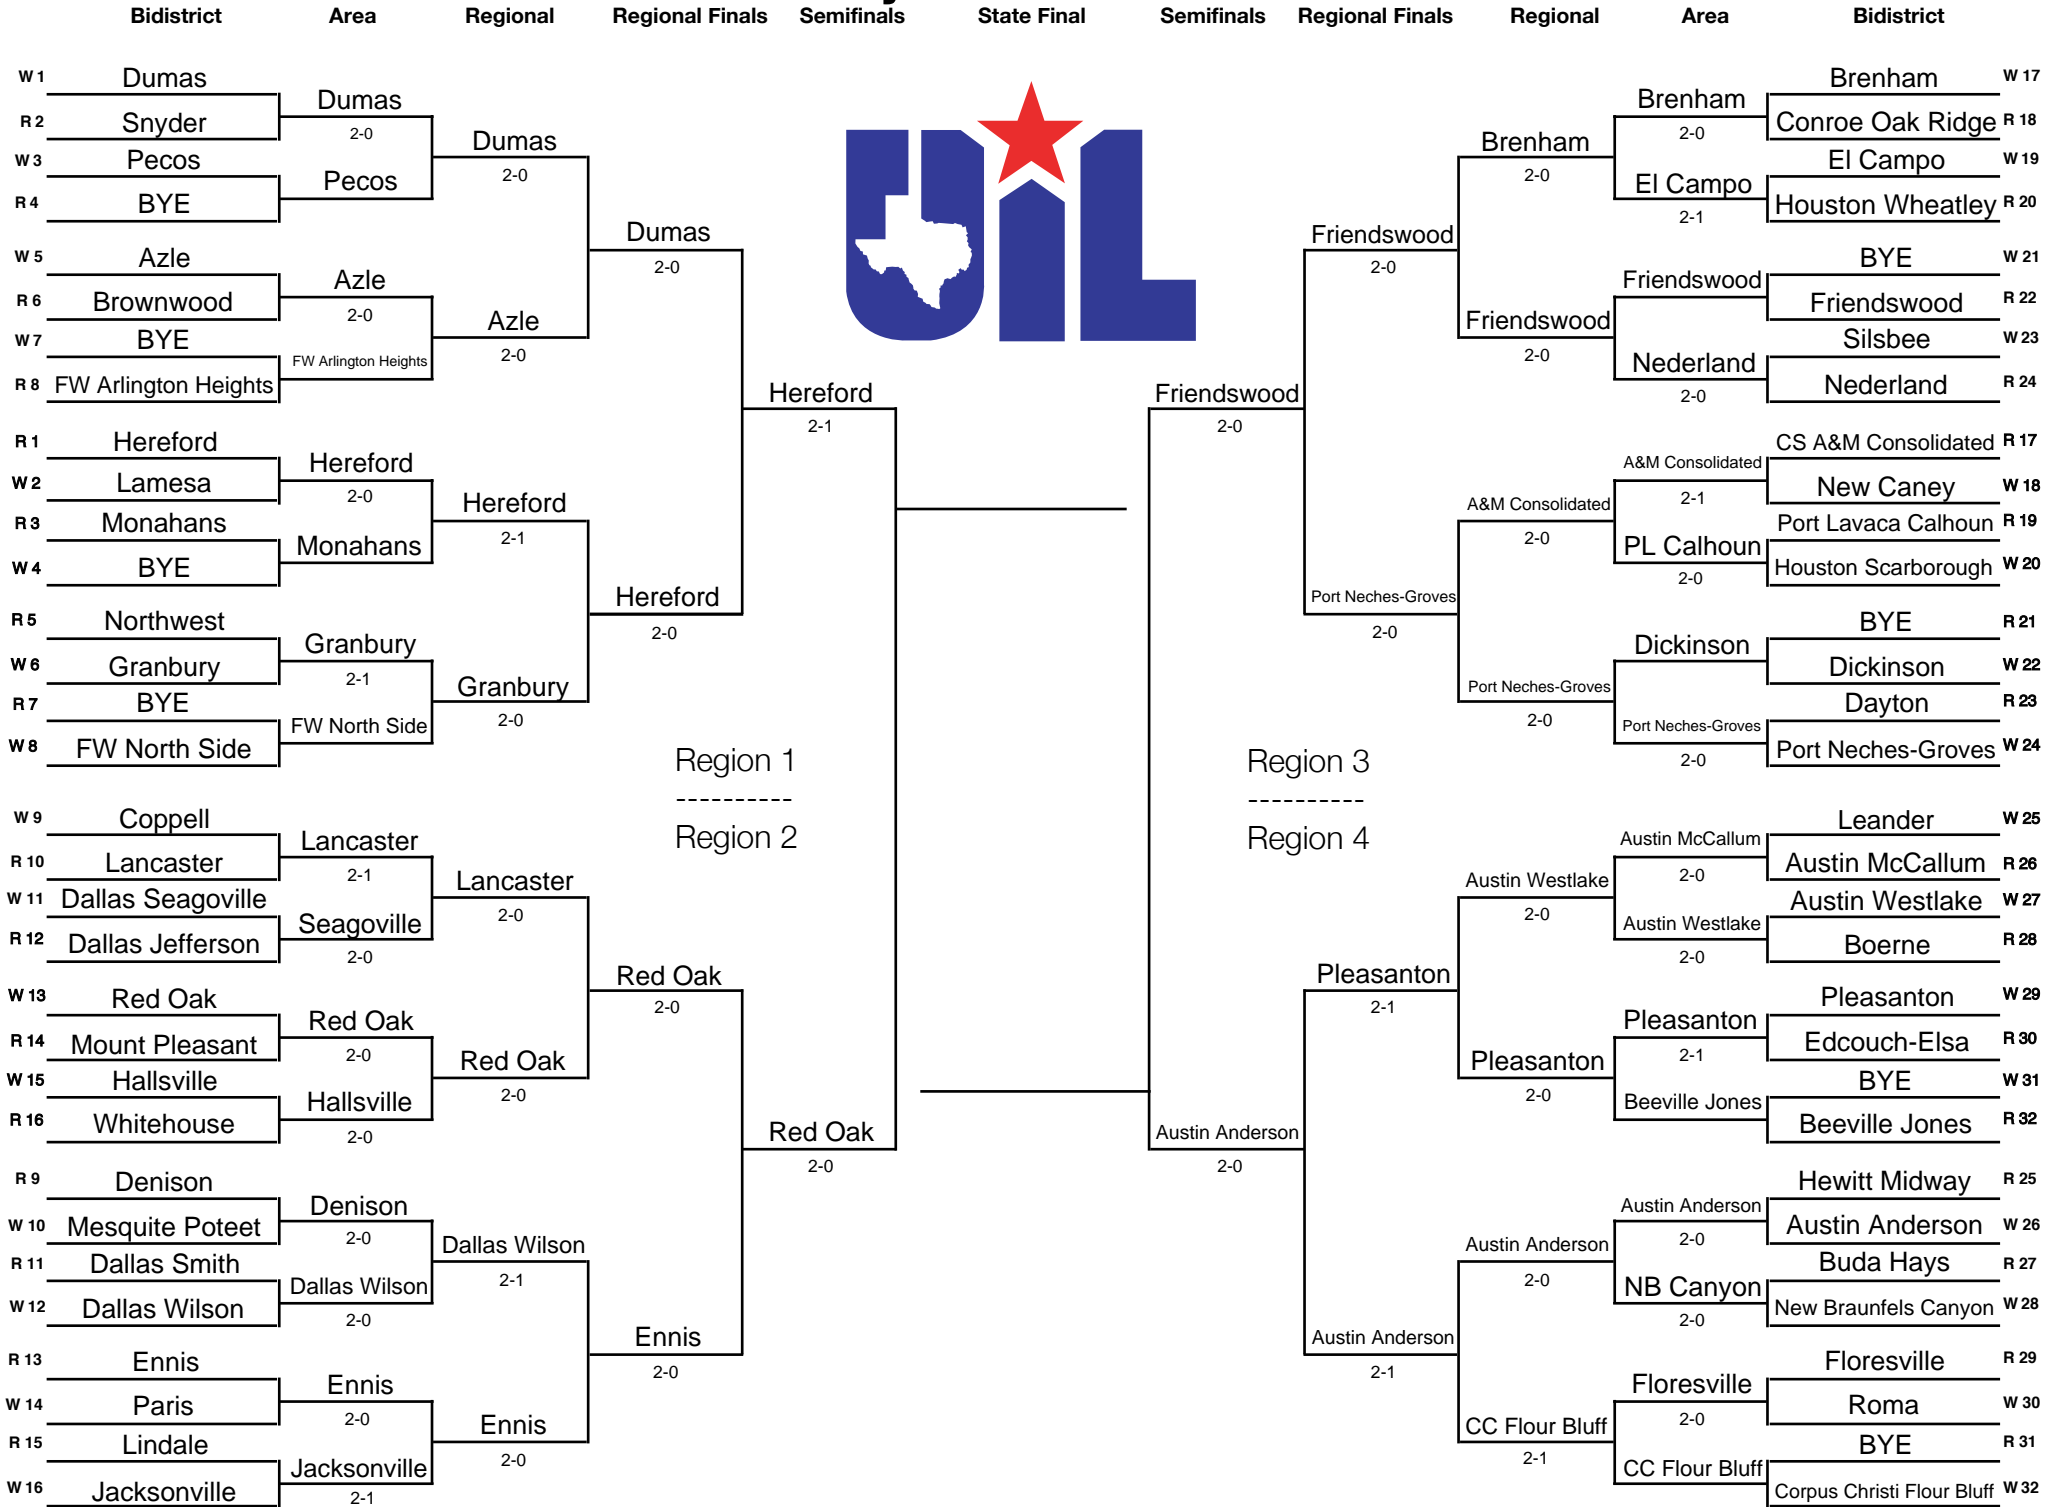 Bidistrict Area Regional Regional Finals Semifinals State Final Semifinals Regional Finals Regional Area Bidistrict
W 1 Dumas
Dumas
R 2 Snyder
2-0
Dumas
W 3 Pecos
2-0
Pecos
R 4 BYE
Dumas
2-0
W 5 Azle
Azle
R 6 Brownwood
2-0
Azle
W 7 BYE
2-0
FW Arlington Heights
R 8 FW Arlington Heights
Hereford
2-1
R 1 Hereford
Hereford
W 2 Lamesa
2-0
Hereford
R 3 Monahans
2-1
Monahans
W 4 BYE
Hereford
2-0
R 5 Northwest
Granbury
W 6 Granbury
2-1
Granbury
R 7 BYE
2-0
FW North Side
W 8 FW North Side
Region 1
----------
Region 2
W 9 Coppell
Lancaster
R 10 Lancaster
2-1
Lancaster
W 11 Dallas Seagoville
2-0
Seagoville
R 12 Dallas Jefferson
2-0
Red Oak
2-0
W 13 Red Oak
Red Oak
R 14 Mount Pleasant
2-0
Red Oak
W 15 Hallsville
2-0
Hallsville
R 16 Whitehouse
2-0
Red Oak
2-0
R 9 Denison
Denison
W 10 Mesquite Poteet
2-0
Dallas Wilson
R 11 Dallas Smith
2-1
Dallas Wilson
W 12 Dallas Wilson
2-0
Ennis
2-0
R 13 Ennis
Ennis
W 14 Paris
2-0
Ennis
R 15 Lindale
2-0
Jacksonville
W 16 Jacksonville
2-1
UIL
Brenham W 17
Brenham
Conroe Oak Ridge R 18
2-0
Brenham
El Campo W 19
2-0
El Campo
Houston Wheatley R 20
2-1
Friendswood
2-0
BYE W 21
Friendswood
Friendswood R 22
Friendswood
Silsbee W 23
2-0
Nederland
Nederland R 24
2-0
Friendswood
2-0
CS A&M Consolidated R 17
A&M Consolidated
New Caney W 18
2-1
A&M Consolidated
Port Lavaca Calhoun R 19
2-0
PL Calhoun
Houston Scarborough W 20
2-0
Port Neches-Groves
2-0
BYE R 21
Dickinson
Dickinson W 22
Port Neches-Groves
Dayton R 23
2-0
Port Neches-Groves
Port Neches-Groves W 24
2-0
Region 3
----------
Region 4
Leander W 25
Austin McCallum
Austin McCallum R 26
2-0
Austin Westlake
Austin Westlake W 27
2-0
Austin Westlake
Boerne R 28
2-0
Pleasanton
2-1
Pleasanton W 29
Pleasanton
Edcouch-Elsa R 30
2-1
Pleasanton
BYE W 31
2-0
Beeville Jones
Beeville Jones R 32
Austin Anderson
2-0
Hewitt Midway R 25
Austin Anderson
Austin Anderson W 26
2-0
Austin Anderson
Buda Hays R 27
2-0
NB Canyon
New Braunfels Canyon W 28
2-0
Austin Anderson
2-1
Floresville R 29
Floresville
Roma W 30
2-0
CC Flour Bluff
BYE R 31
2-1
CC Flour Bluff
Corpus Christi Flour Bluff W 32